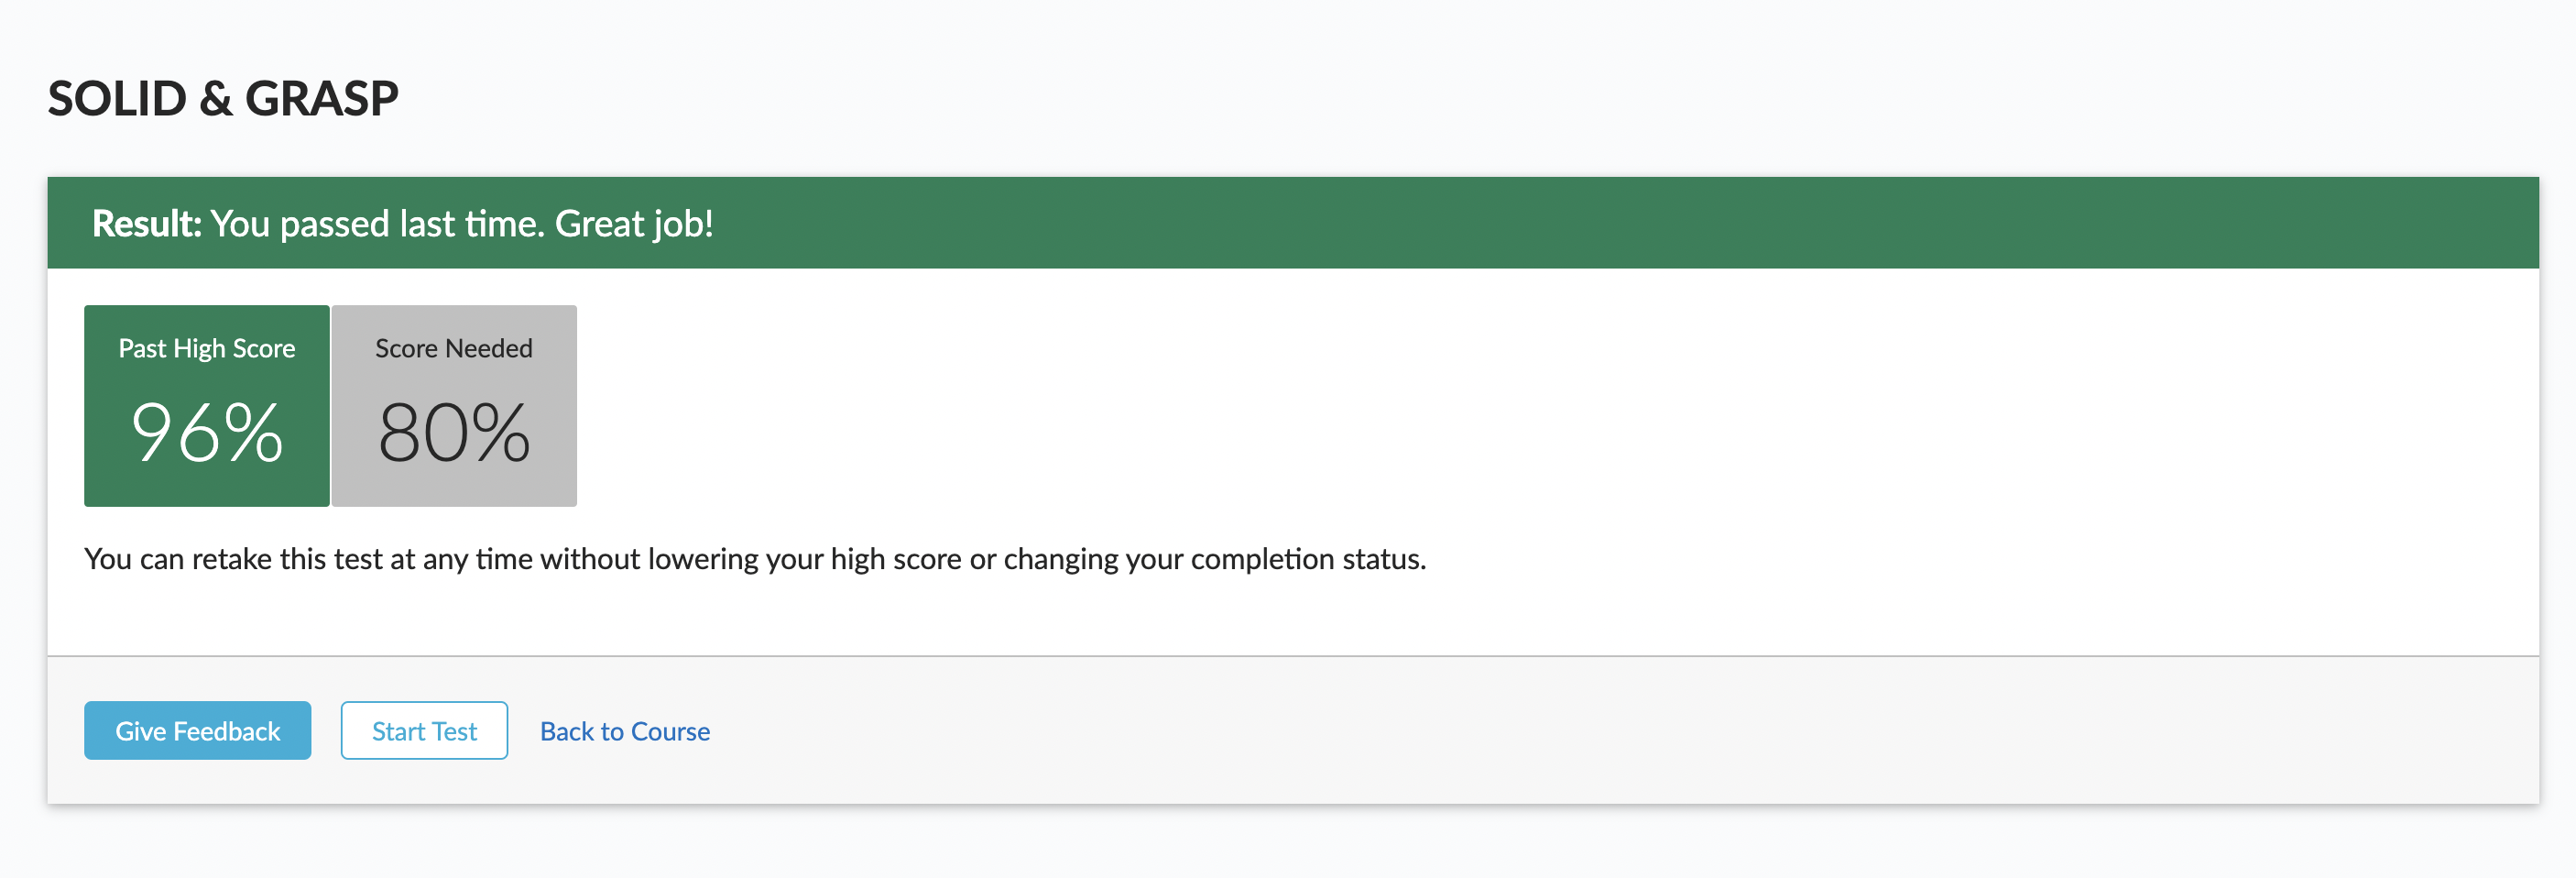 SOLID & GRASP
Result: You passed last time. Great job!
Past High Score
Score Needed
96%
80%
You can retake this test at any time without lowering your high score or changing your completion status.
Give Feedback
Start Test
Back to Course